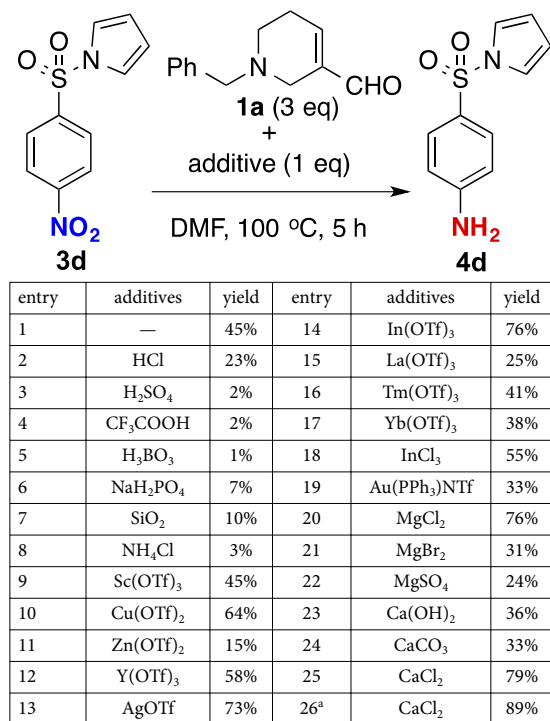 O
O
S
N
Ph
N
CHO
1a (3 eq)
+
additive (1 eq)
DMF, 100 °C, 5 h
NO₂
3d
O
O
S
N
NH₂
4d
entry additives yield entry additives yield
1 — 45% 14 In(OTf)₃ 76%
2 HCl 23% 15 La(OTf)₃ 25%
3 H₂SO₄ 2% 16 Tm(OTf)₃ 41%
4 CF₃COOH 2% 17 Yb(OTf)₃ 38%
5 H₃BO₃ 1% 18 InCl₃ 55%
6 NaH₂PO₄ 7% 19 Au(PPh₃)NTf 33%
7 SiO₂ 10% 20 MgCl₂ 76%
8 NH₄Cl 3% 21 MgBr₂ 31%
9 Sc(OTf)₃ 45% 22 MgSO₄ 24%
10 Cu(OTf)₂ 64% 23 Ca(OH)₂ 36%
11 Zn(OTf)₂ 15% 24 CaCO₃ 33%
12 Y(OTf)₃ 58% 25 CaCl₂ 79%
13 AgOTf 73% 26ᵃ CaCl₂ 89%